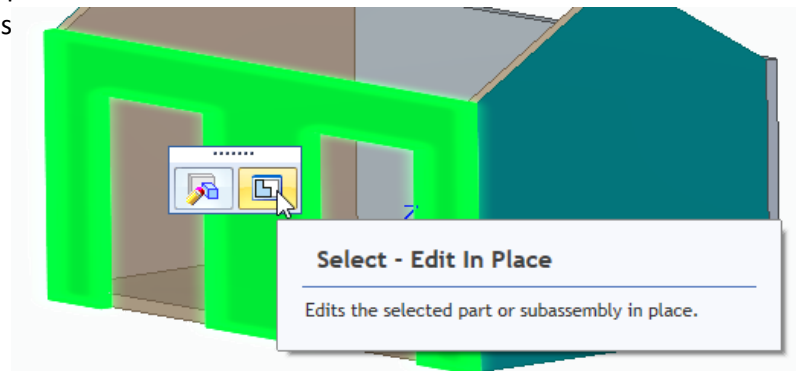 s
Select - Edit In Place
Edits the selected part or subassembly in place.